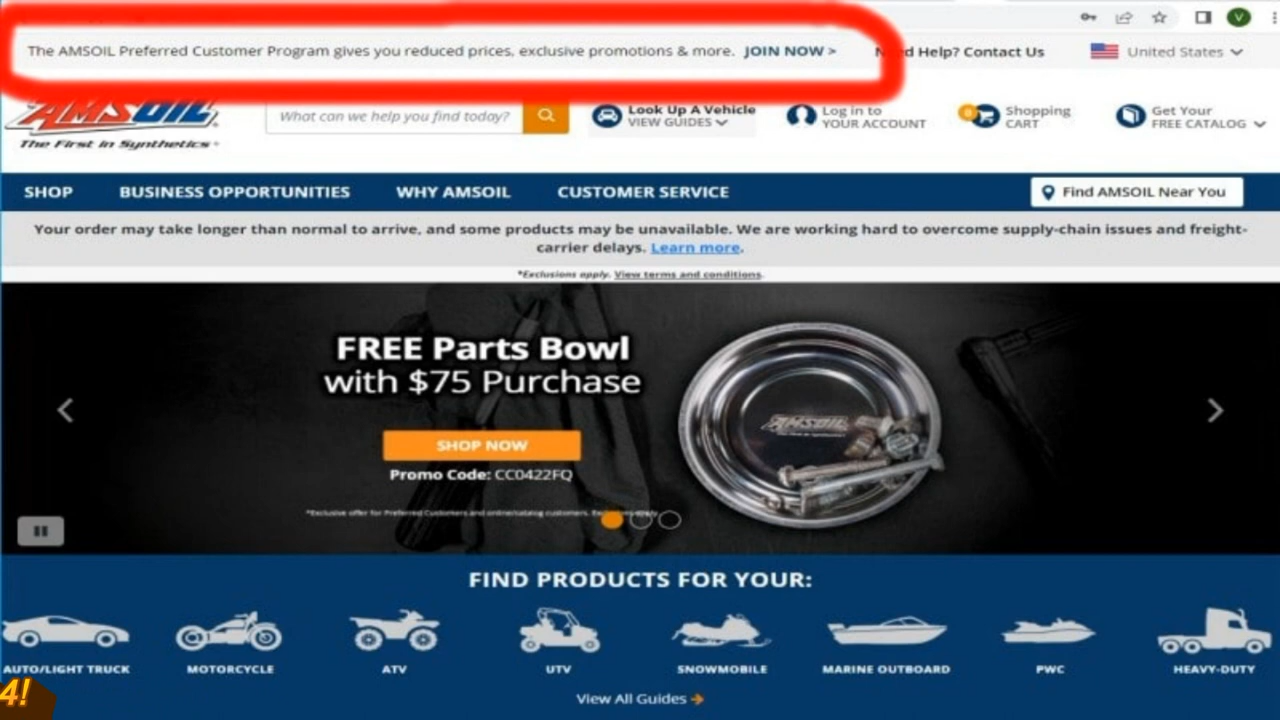 The AMSOIL Preferred Customer Program gives you reduced prices, exclusive promotions & more. JOIN NOW >
d Help? Contact Us
United States
V
AMSOIL
The First in Synthetics
What can we help you find today?
Look Up A Vehicle
VIEW GUIDES
Log in to
YOUR ACCOUNT
0
Shopping
CART
Get Your
FREE CATALOG
SHOP
BUSINESS OPPORTUNITIES
WHY AMSOIL
CUSTOMER SERVICE
Find AMSOIL Near You
Your order may take longer than normal to arrive, and some products may be unavailable. We are working hard to overcome supply-chain issues and freight-
carrier delays. Learn more.
*Exclusions apply. View terms and conditions.
FREE Parts Bowl
with $75 Purchase
AMSOIL
SHOP NOW
Promo Code: CC0422FQ
*Exclusive offer for Preferred Customers and online/catalog customers.
FIND PRODUCTS FOR YOUR:
AUTO/LIGHT TRUCK
MOTORCYCLE
ATV
UTV
SNOWMOBILE
MARINE OUTBOARD
PWC
HEAVY-DUTY
View All Guides
4!